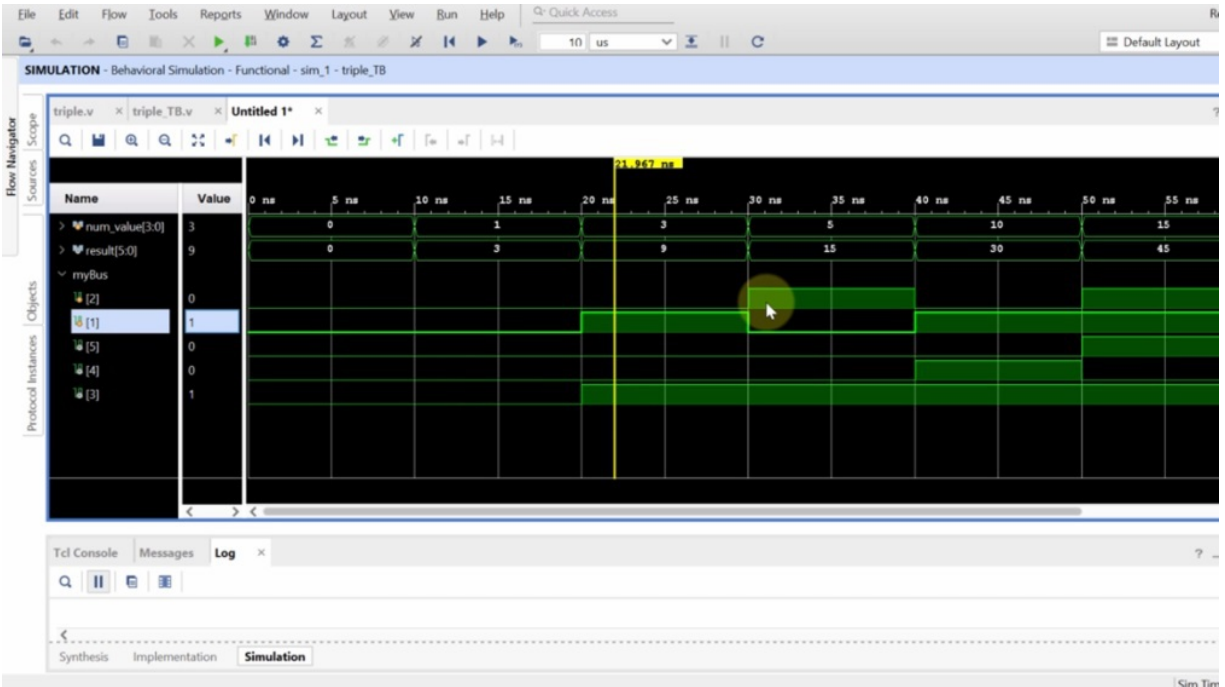 File Edit Flow Tools Reports Window Layout View Run Help Quick Access
10 us Default Layout
SIMULATION - Behavioral Simulation - Functional - sim_1 - triple_TB
Flow Navigator
Scope
Sources
Objects
Protocol Instances
triple.v × triple_TB.v × Untitled 1* × ?
21.967 ns
Name Value 0 ns 5 ns 10 ns 15 ns 20 ns 25 ns 30 ns 35 ns 40 ns 45 ns 50 ns 55 ns
num_value[3:0] 3 0 1 3 5 10 15
result[5:0] 9 0 3 9 15 30 45
myBus
[2] 0
[1] 1
[5] 0
[4] 0
[3] 1
Tcl Console Messages Log × ?
Synthesis Implementation Simulation
Sim Tim